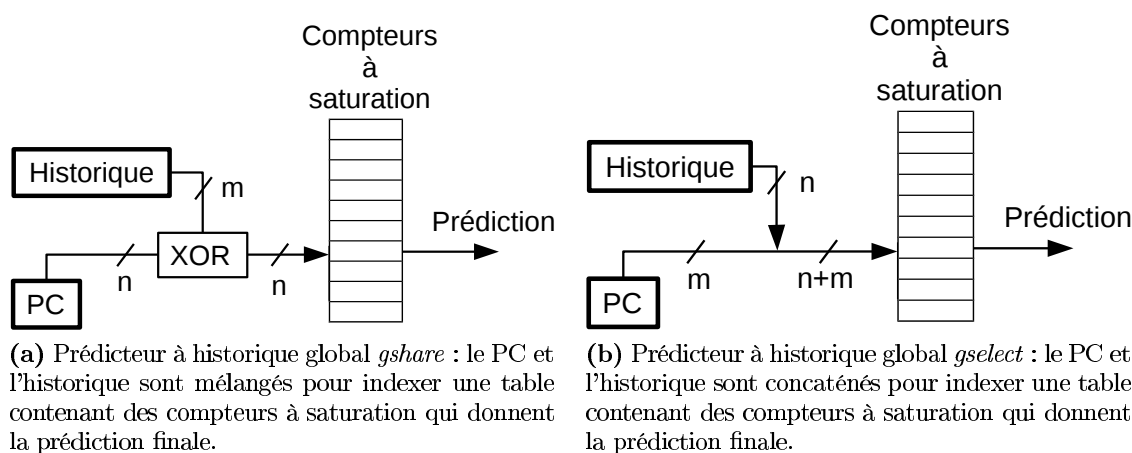 Compteurs
à
saturation
Historique
m
XOR
n
n
PC
Prédiction
(a) Prédicteur à historique global gshare : le PC et
l'historique sont mélangés pour indexer une table
contenant des compteurs à saturation qui donnent
la prédiction finale.
Compteurs
à
saturation
Historique
n
m
n+m
PC
Prédiction
(b) Prédicteur à historique global gselect : le PC et
l'historique sont concaténés pour indexer une table
contenant des compteurs à saturation qui donnent
la prédiction finale.